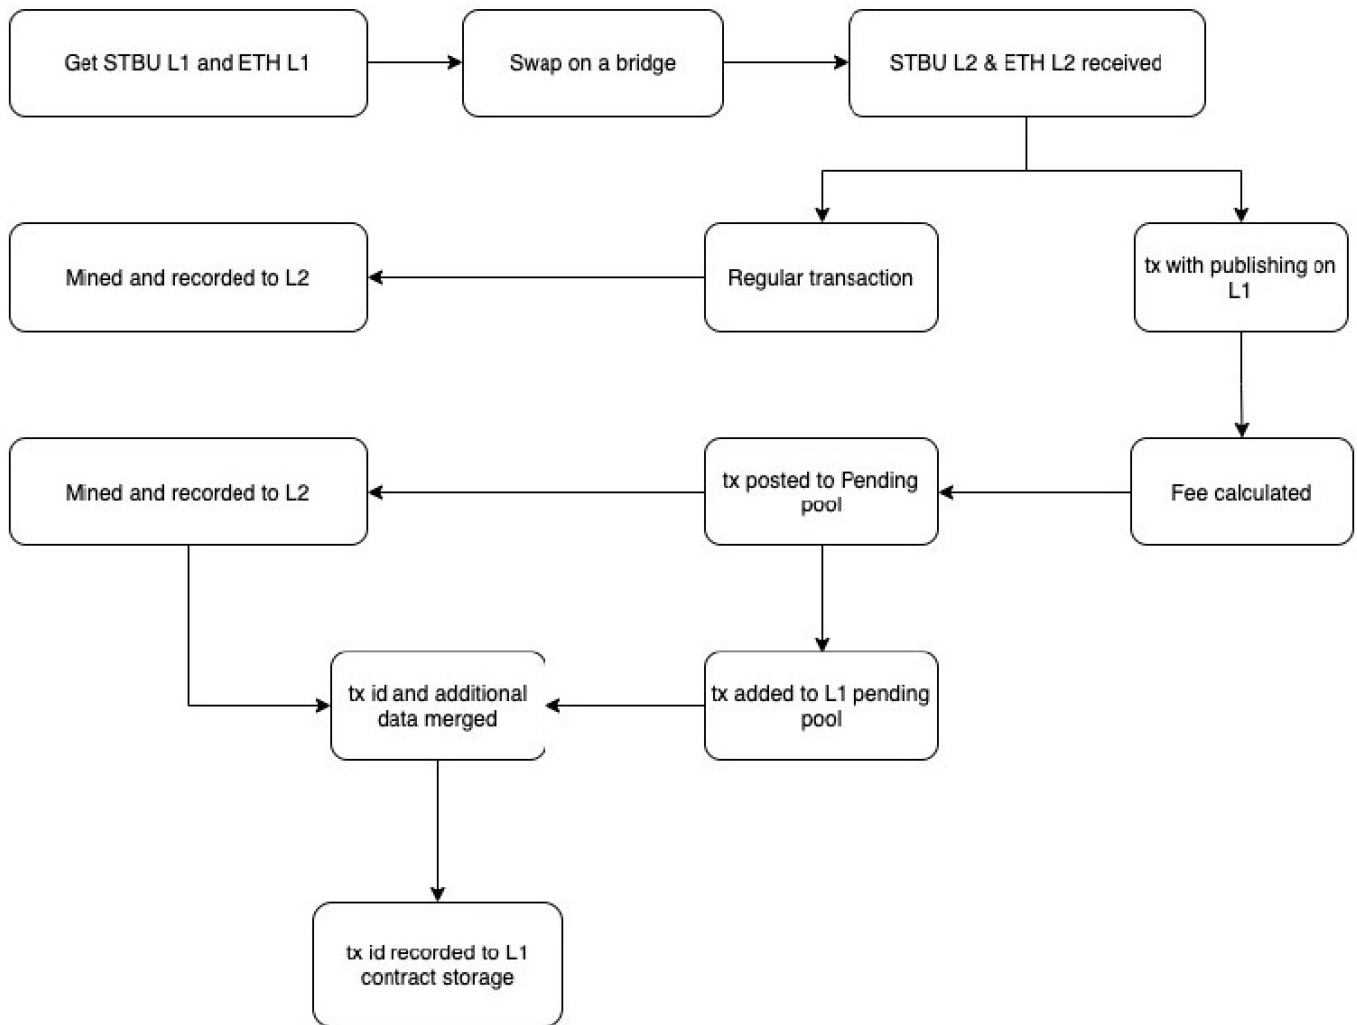 Get STBU L1 and ETH L1
Swap on a bridge
STBU L2 & ETH L2 received
Mined and recorded to L2
Regular transaction
tx with publishing on
L1
Mined and recorded to L2
tx posted to Pending
pool
Fee calculated
tx id and additional
data merged
tx added to L1 pending
pool
tx id recorded to L1
contract storage